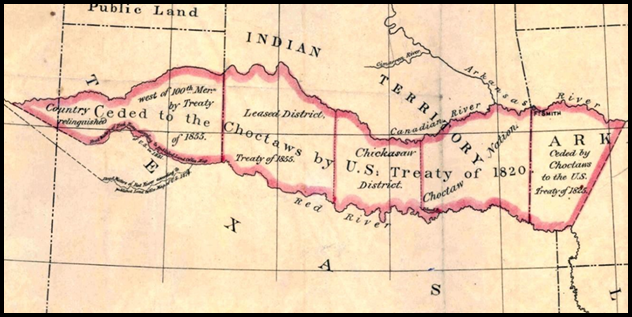 Public Land
INDIAN
TERRITORY
TEXAS
Arkansas River
Canadian River
Red River
Ceded to the Choctaws by U.S. Treaty of 1820
Country
relinquished
west of 100th Mer.
by Treaty
of 1855.
Leased District.
Treaty of 1855.
Chickasaw
District.
Choctaw Nation.
FT SMITH
ARK
Ceded by
Choctaws
to the U.S.
Treaty of 1825.
L